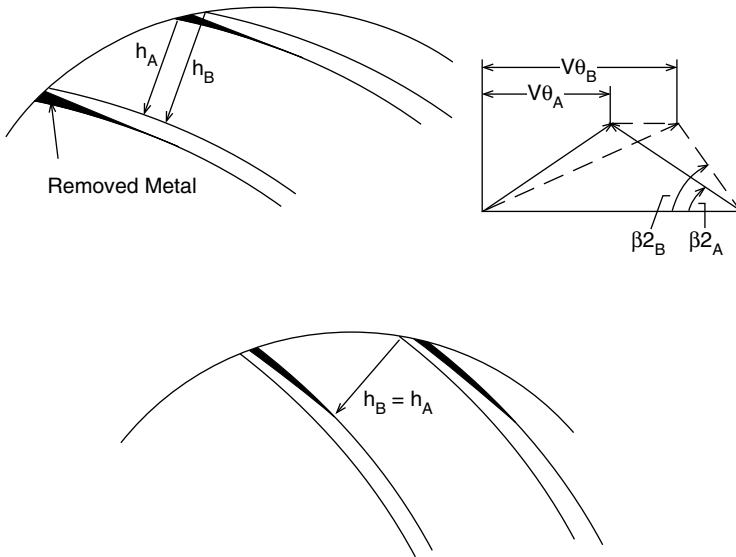 h_A
h_B
Removed Metal
Vθ_B
Vθ_A
β2_B
β2_A
h_B = h_A